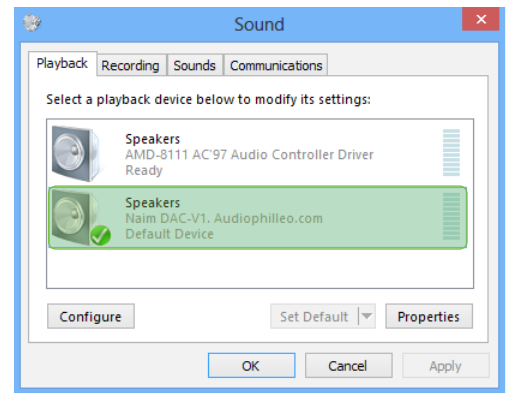 Sound
Playback Recording Sounds Communications
Select a playback device below to modify its settings:
Speakers
AMD-8111 AC'97 Audio Controller Driver
Ready
Speakers
Naim DAC-V1. Audiophilleo.com
Default Device
Configure Set Default Properties
OK Cancel Apply